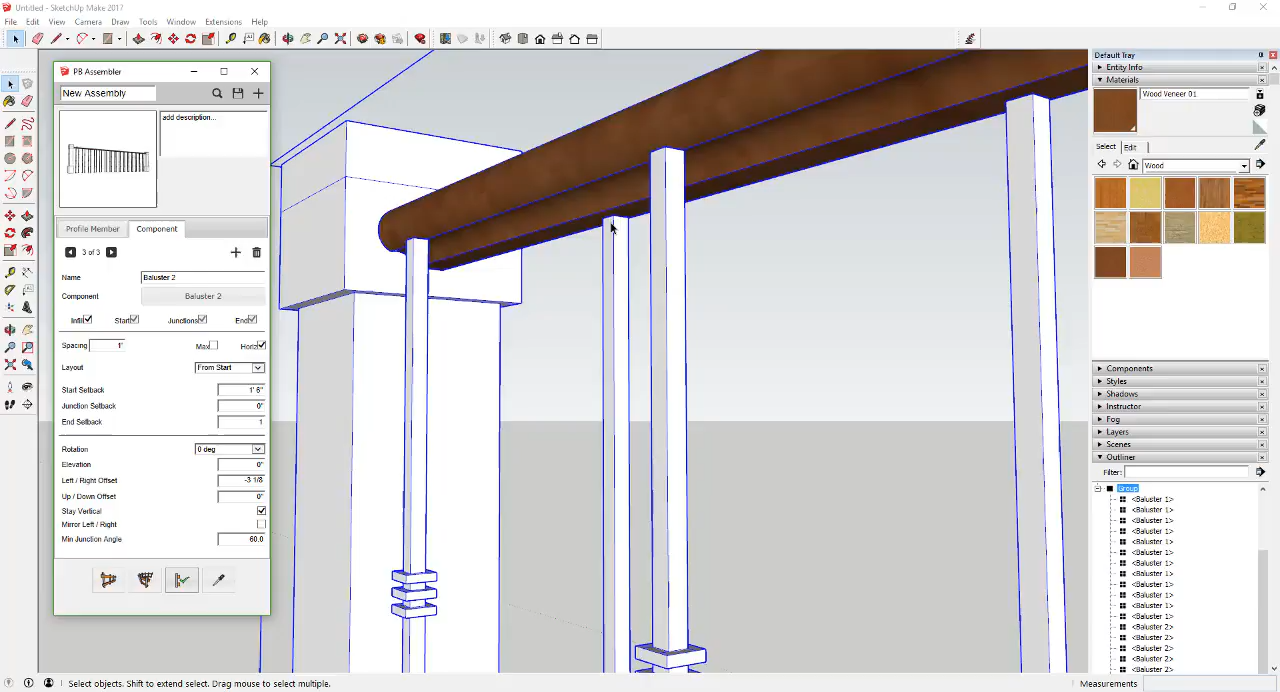 Untitled - SketchUp Make 2017
File Edit View Camera Draw Tools Window Extensions Help
PB Assembler
New Assembly
add description...
Profile Member Component
3 of 3
Name Baluster 2
Component Baluster 2
Infill Start Junctions End
Spacing 1' Max Horiz
Layout From Start
Start Setback 1' 6"
Junction Setback 0"
End Setback 1
Rotation 0 deg
Elevation 0"
Left / Right Offset -3 1/8
Up / Down Offset 0"
Stay Vertical
Mirror Left / Right
Min Junction Angle 60.0
Default Tray
Entity Info
Materials
Wood Veneer 01
Select Edit
Wood
Components
Styles
Shadows
Instructor
Fog
Layers
Scenes
Outliner
Filter:
Group
<Baluster 1>
<Baluster 1>
<Baluster 1>
<Baluster 1>
<Baluster 1>
<Baluster 1>
<Baluster 1>
<Baluster 1>
<Baluster 1>
<Baluster 1>
<Baluster 1>
<Baluster 2>
<Baluster 2>
<Baluster 2>
<Baluster 2>
<Baluster 2>
<Baluster 2>
Select objects. Shift to extend select. Drag mouse to select multiple.
Measurements